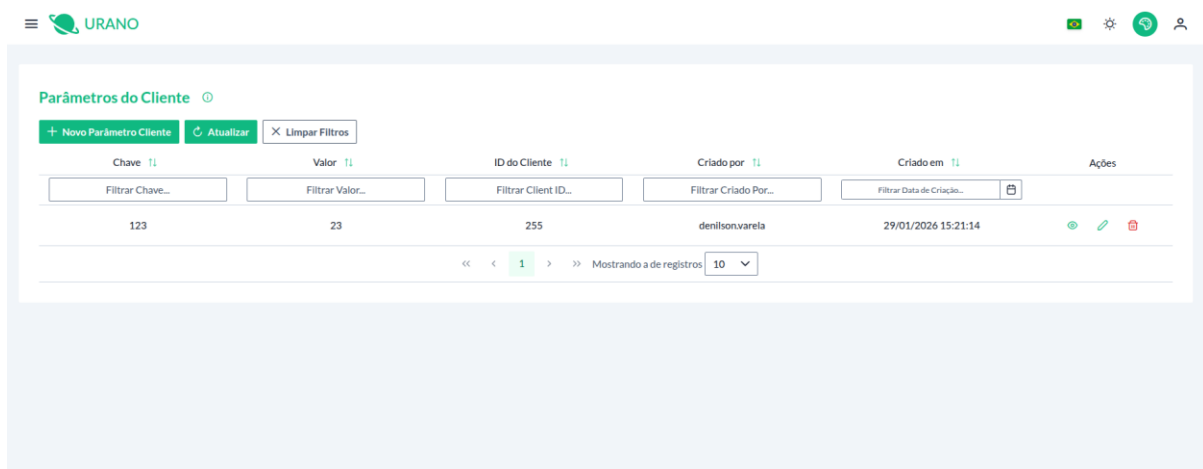 URANO
Parâmetros do Cliente
Novo Parâmetro Cliente Atualizar Limpar Filtros
Chave Valor ID do Cliente Criado por Criado em Ações
Filtrar Chave... Filtrar Valor... Filtrar Client ID... Filtrar Criado Por... Filtrar Data de Criação...
123 23 255 denilson.varela 29/01/2026 15:21:14
<< < 1 > >> Mostrando a de registros 10